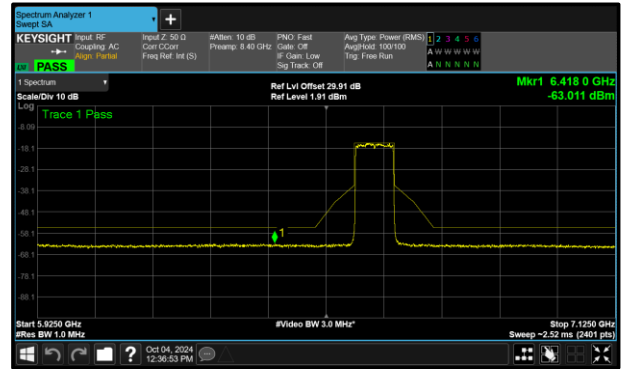 Spectrum Analyzer 1
Swept SA
+
KEYSIGHT
Input: RF
Coupling: AC
Align: Partial
Input Z: 50 Ω
Corr CCorr
Freq Ref: Int (S)
#Atten: 10 dB
Preamp: 8.40 GHz
PNO: Fast
Gate: Off
IF Gain: Low
Sig Track: Off
Avg Type: Power (RMS)
Avg|Hold: 100/100
Trig: Free Run
1 2 3 4 5 6
A W W W W W
A N N N N N
LXI PASS
1 Spectrum
Scale/Div 10 dB
Ref Lvl Offset 29.91 dB
Ref Level 1.91 dBm
Mkr1 6.418 0 GHz
-63.011 dBm
Log
Trace 1 Pass
-8.09
-18.1
-28.1
-38.1
-48.1
-58.1
-68.1
-78.1
-88.1
1
Start 5.9250 GHz
#Res BW 1.0 MHz
#Video BW 3.0 MHz*
Stop 7.1250 GHz
Sweep ~2.52 ms (2401 pts)
?
Oct 04, 2024
12:36:53 PM